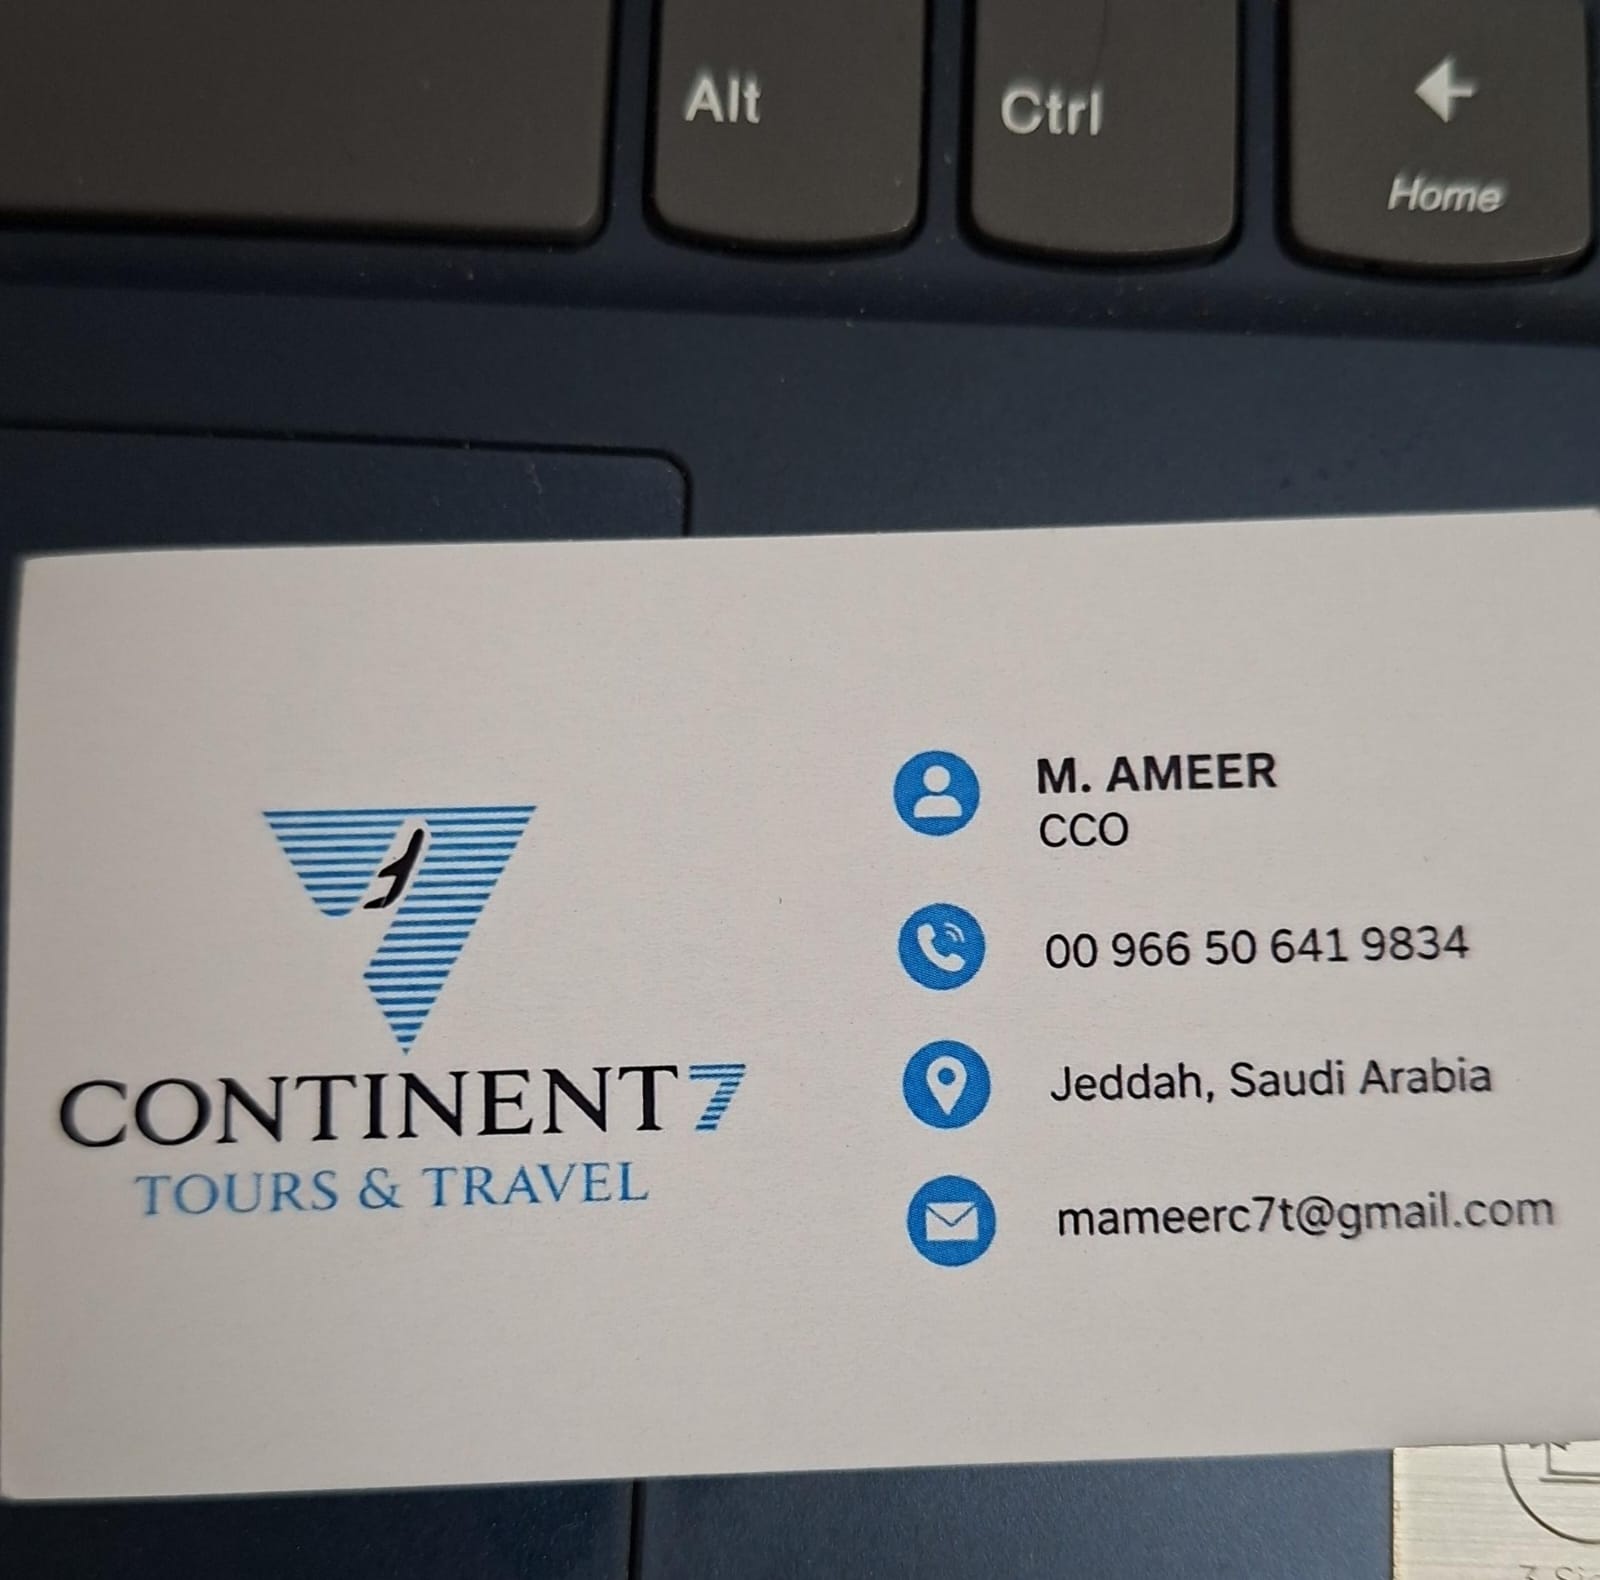 Alt
Ctrl
Home
CONTINENT7
TOURS & TRAVEL
M. AMEER
CCO
00 966 50 641 9834
Jeddah, Saudi Arabia
mameerc7t@gmail.com